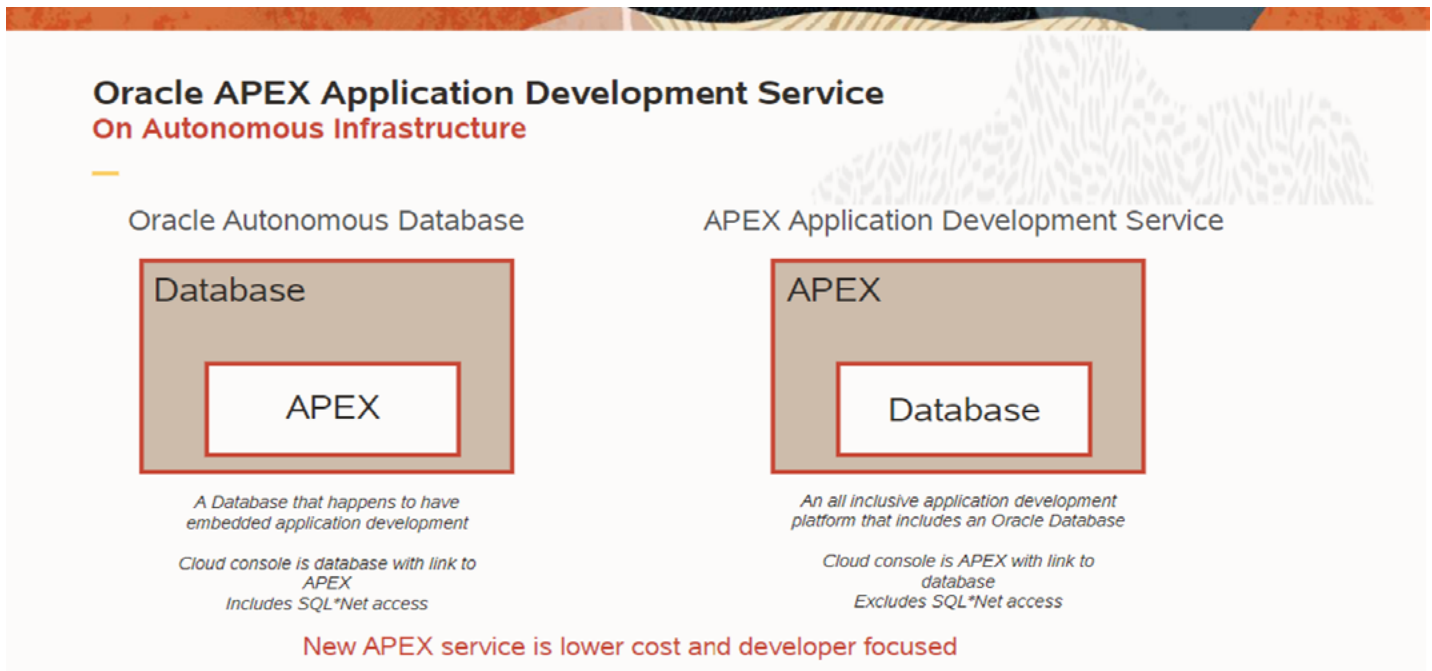 Oracle APEX Application Development Service
On Autonomous Infrastructure
Oracle Autonomous Database
Database
APEX
A Database that happens to have
embedded application development
Cloud console is database with link to
APEX
Includes SQL*Net access
APEX Application Development Service
APEX
Database
An all inclusive application development
platform that includes an Oracle Database
Cloud console is APEX with link to
database
Excludes SQL*Net access
New APEX service is lower cost and developer focused